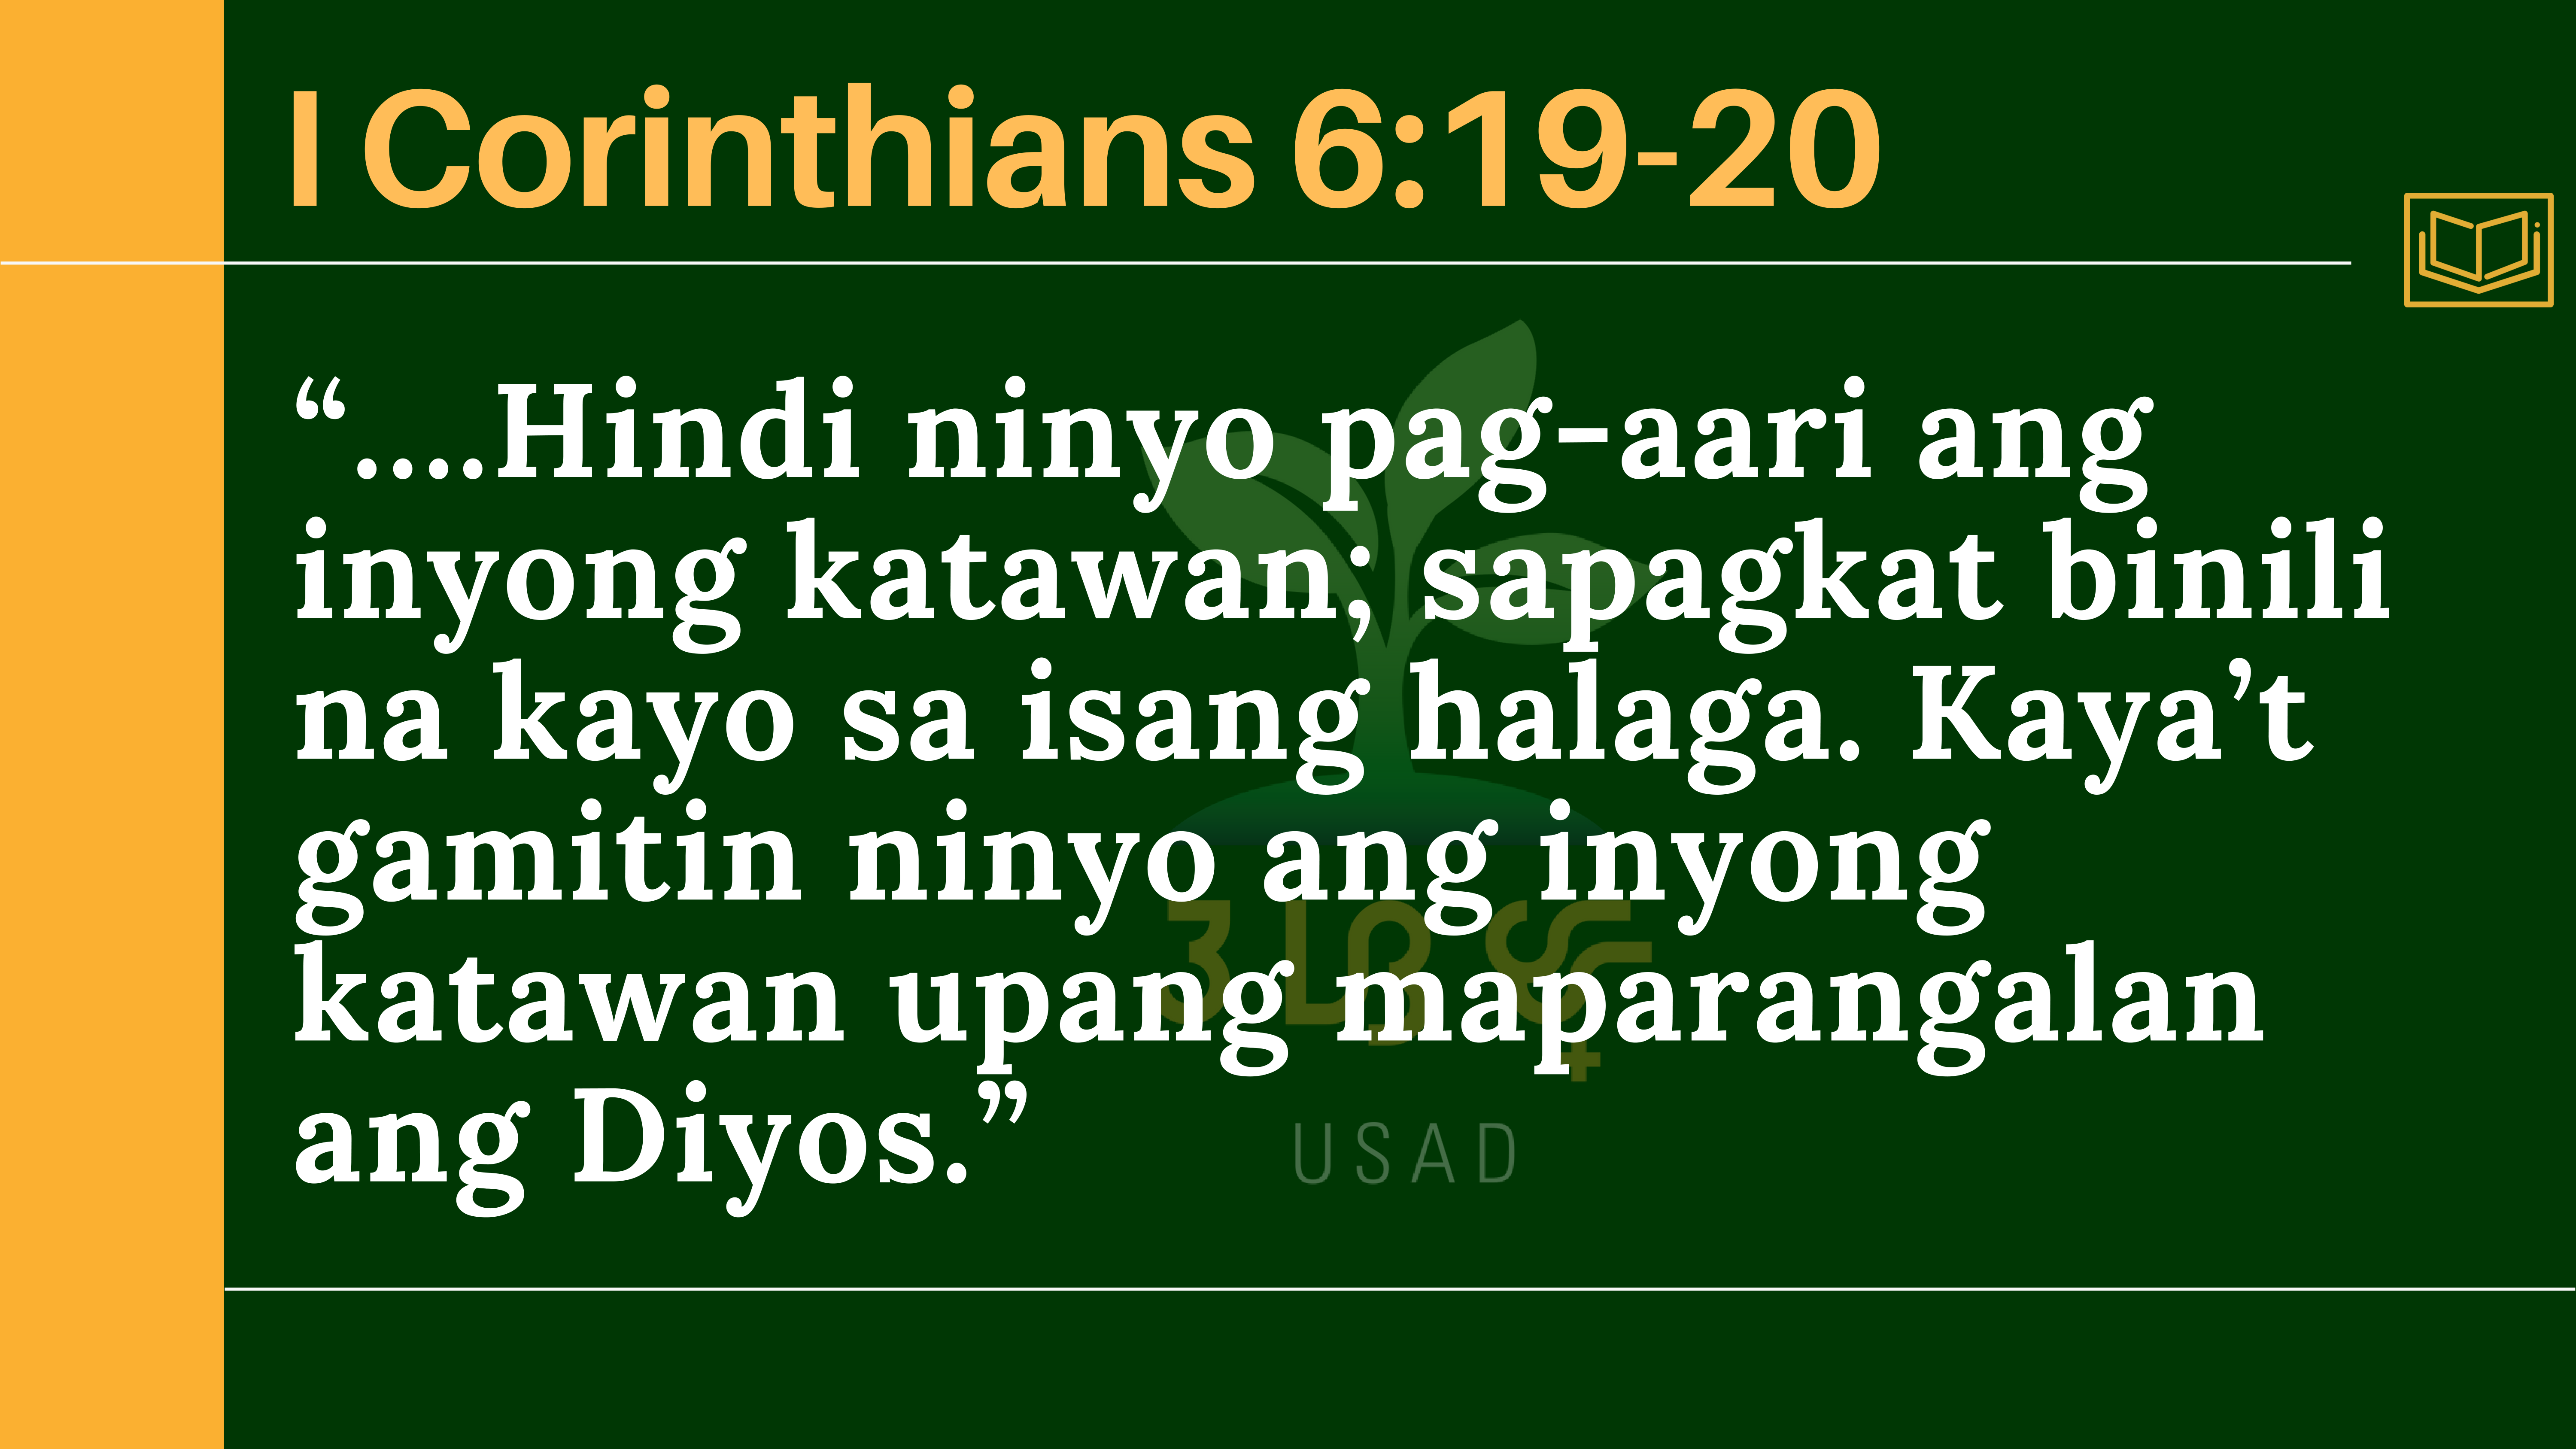 I Corinthians 6:19-20
“....Hindi ninyo pag-aari ang
inyong katawan; sapagkat binili
na kayo sa isang halaga. Kaya’t
gamitin ninyo ang inyong
katawan upang maparangalan
ang Diyos.”
USAD